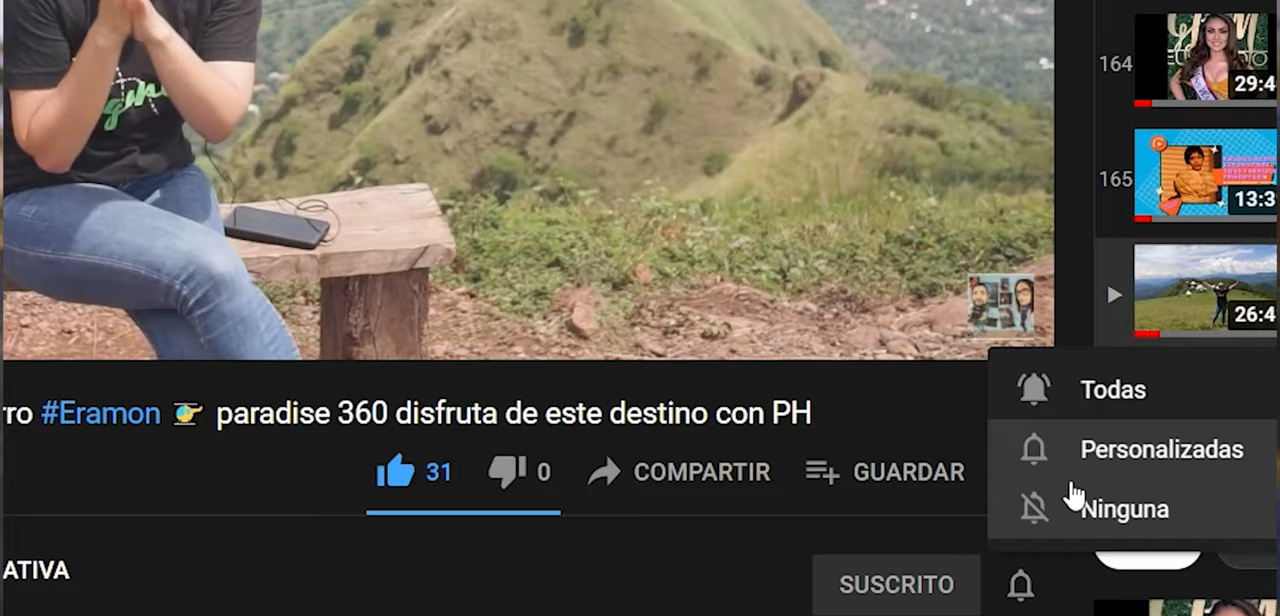 164
29:4
165
13:3
26:4
Todas
rro #Eramon paradise 360 disfruta de este destino con PH
Personalizadas
31 0 COMPARTIR GUARDAR
Ninguna
ATIVA
SUSCRITO